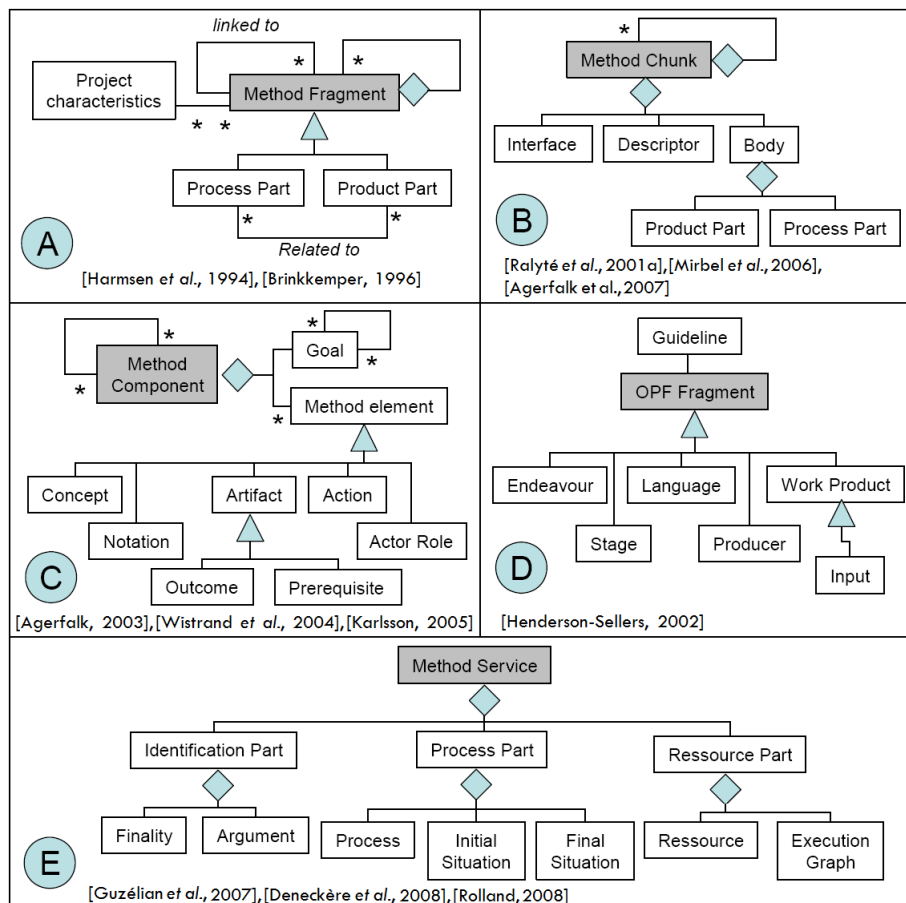 linked to
*
*
Project
characteristics
Method Fragment
*
*
Process Part
Product Part
*
*
Related to
A
[Harmsen et al., 1994],[Brinkkemper, 1996]
*
Method Chunk
Interface
Descriptor
Body
Product Part
Process Part
B
[Ralyté et al., 2001a],[Mirbel et al., 2006],
[Agerfalk et al.,2007]
*
*
Method
Component
*
*
Goal
*
Method element
Concept
Artifact
Action
Notation
Actor Role
Outcome
Prerequisite
C
[Agerfalk, 2003],[Wistrand et al., 2004],[Karlsson, 2005]
Guideline
OPF Fragment
Endeavour
Language
Work Product
Stage
Producer
Input
D
[Henderson-Sellers, 2002]
Method Service
Identification Part
Process Part
Ressource Part
Finality
Argument
Process
Initial
Situation
Final
Situation
Ressource
Execution
Graph
E
[Guzélian et al., 2007],[Deneckère et al., 2008],[Rolland, 2008]